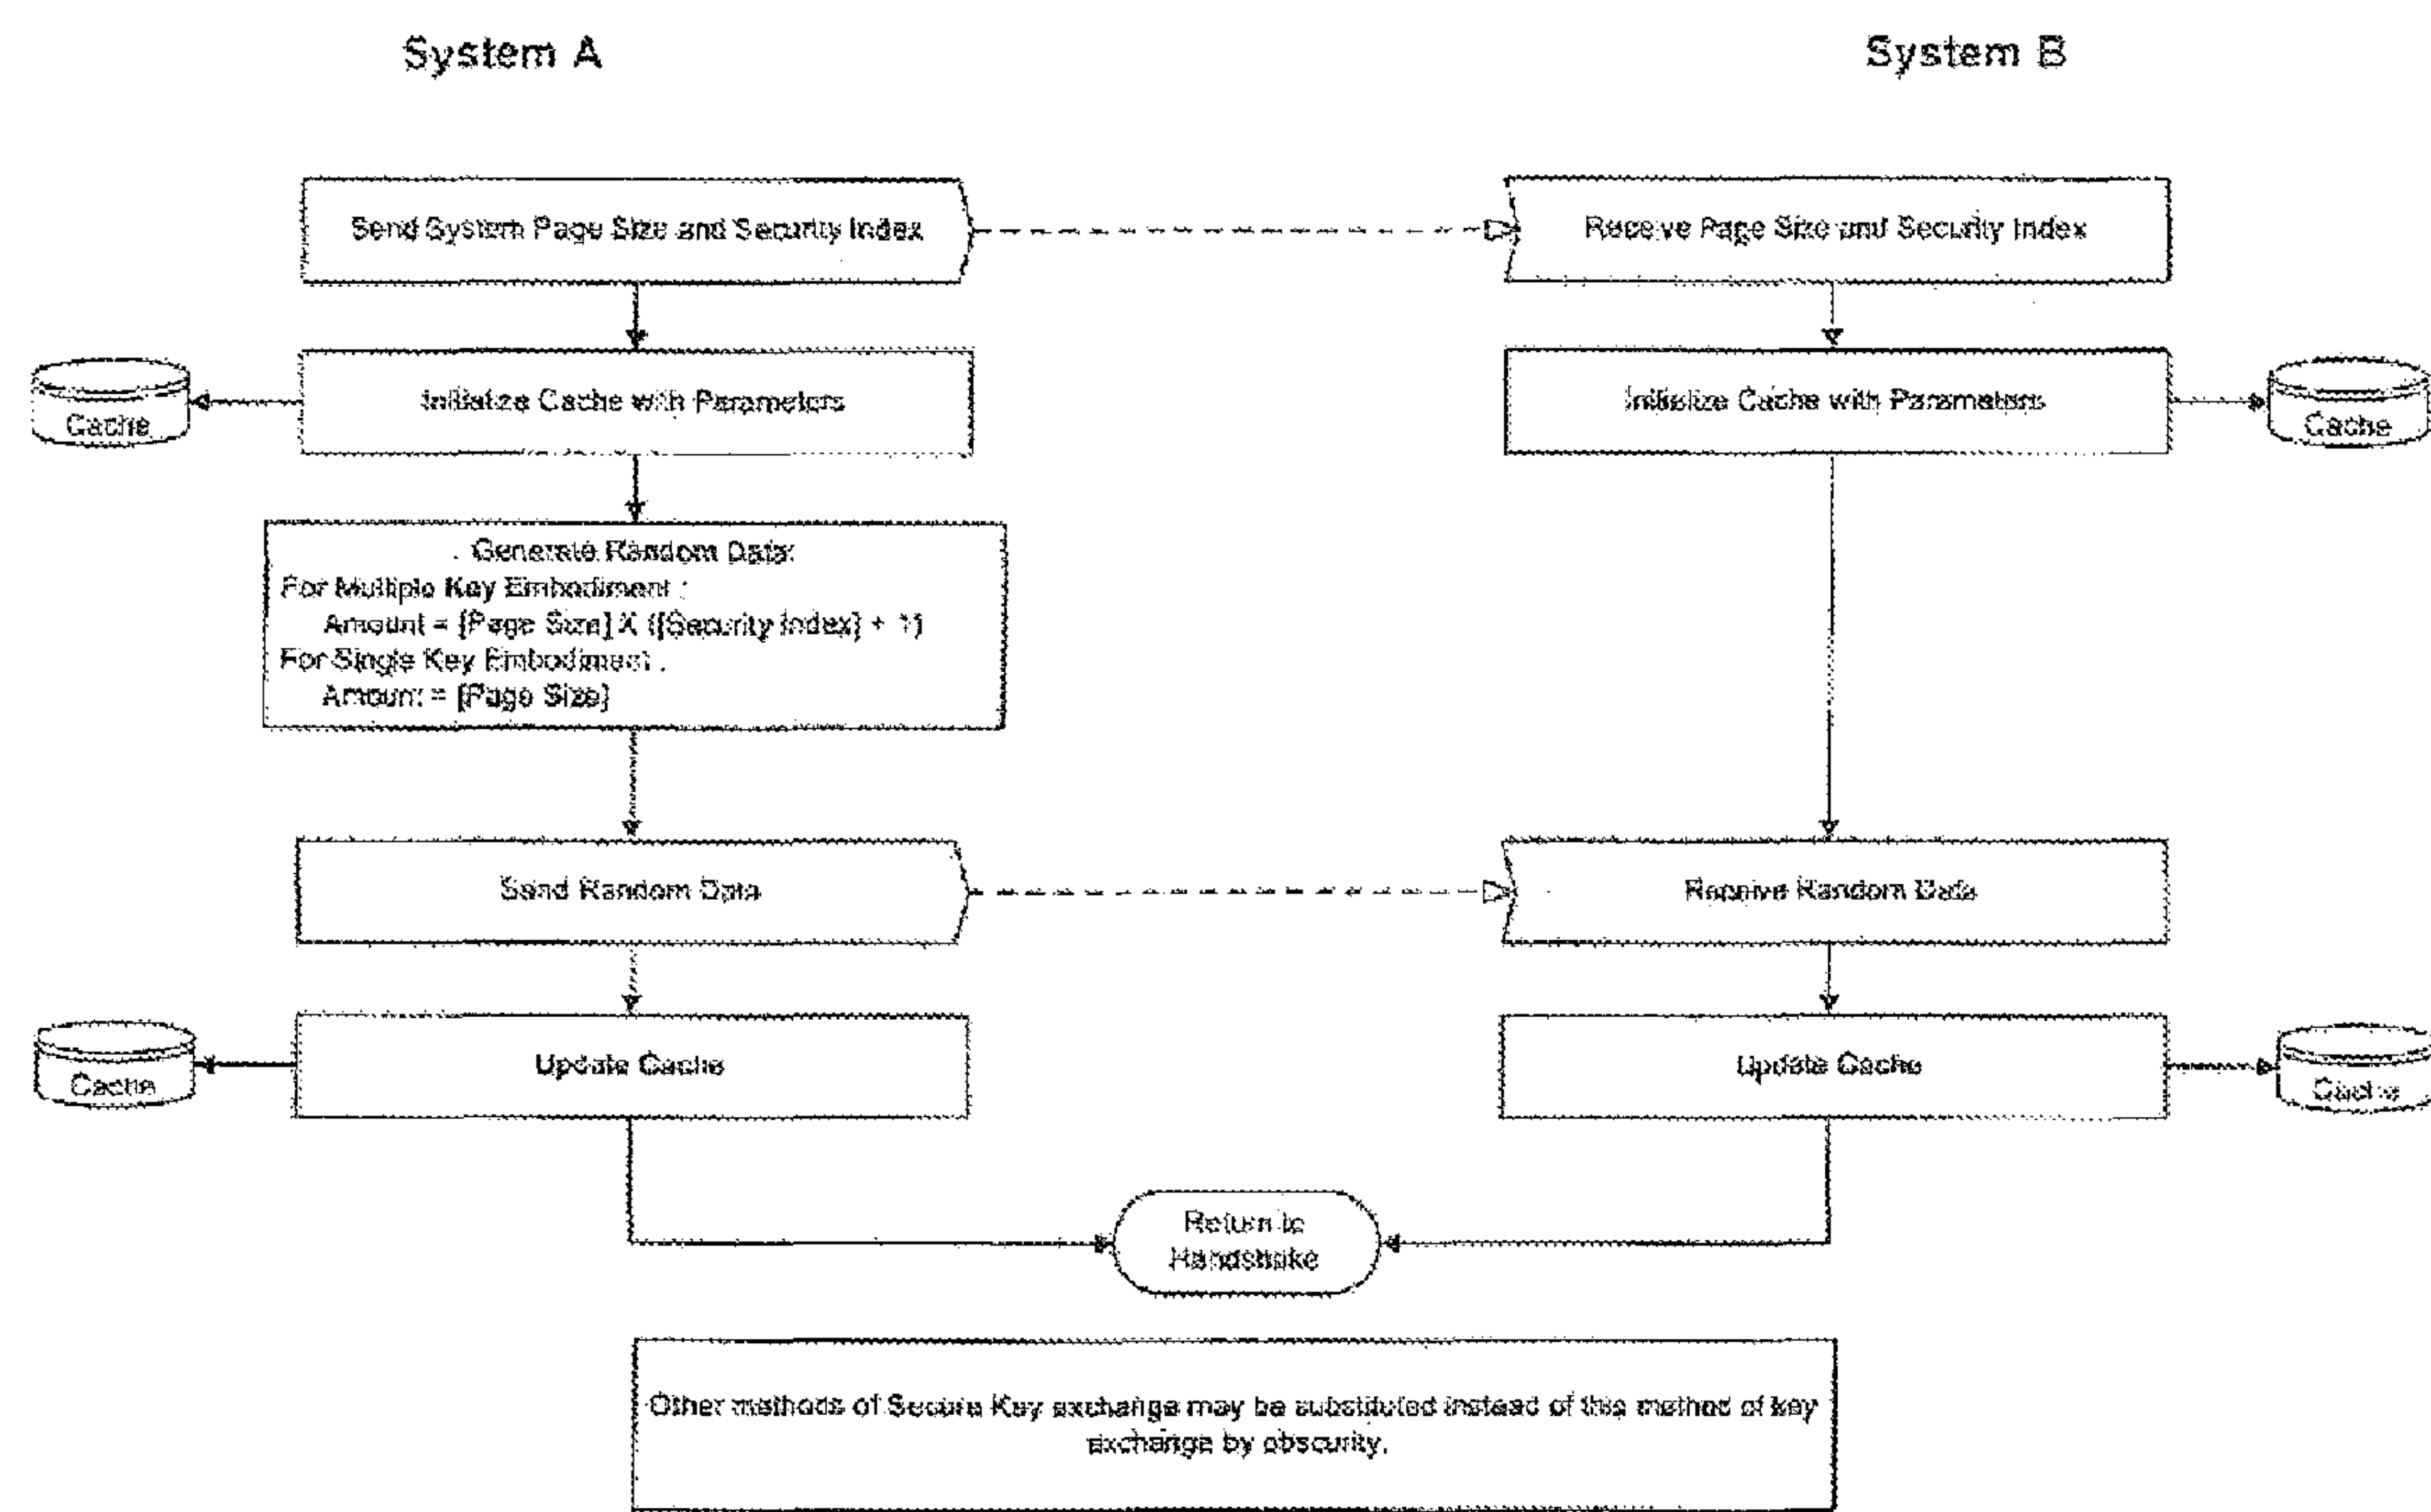 System A
System B
Send System Page Size and Security Index
Receive Page Size and Security Index
Initialize Cache with Parameters
Cache
Initialize Cache with Parameters
Cache
Generate Random Data:
For Multiple Key Embodiment :
Amount = [Page Size] X ([Security Index] + 1)
For Single Key Embodiment :
Amount = [Page Size]
Send Random Data
Receive Random Data
Update Cache
Cache
Update Cache
Cache
Return to
Handshake
Other methods of Secure Key exchange may be substituted instead of this method of key
exchange by obscurity.